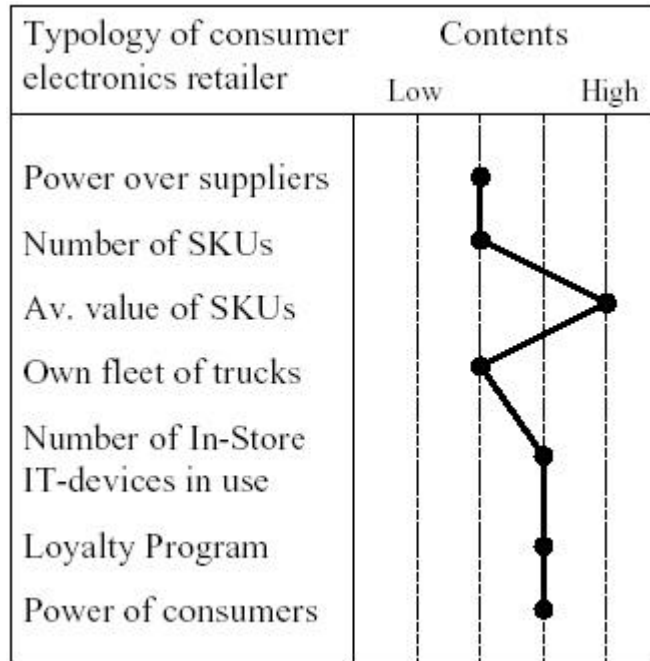 Typology of consumer
electronics retailer
Contents
Low
High
Power over suppliers
Number of SKUs
Av. value of SKUs
Own fleet of trucks
Number of In-Store
IT-devices in use
Loyalty Program
Power of consumers